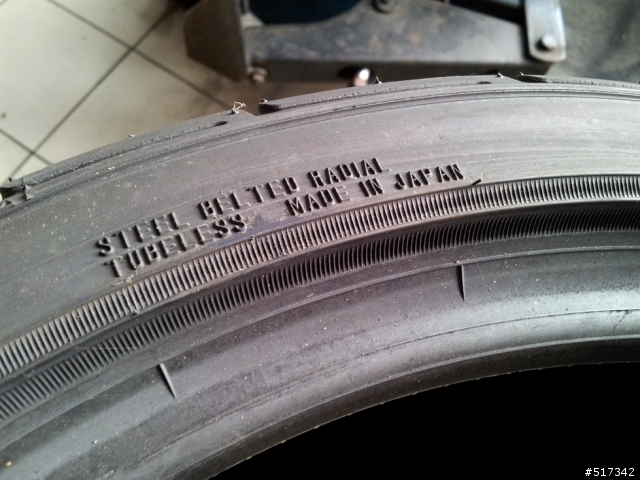 STEEL BELTED RADIAL
TUBELESS MADE IN JAPAN
#517342